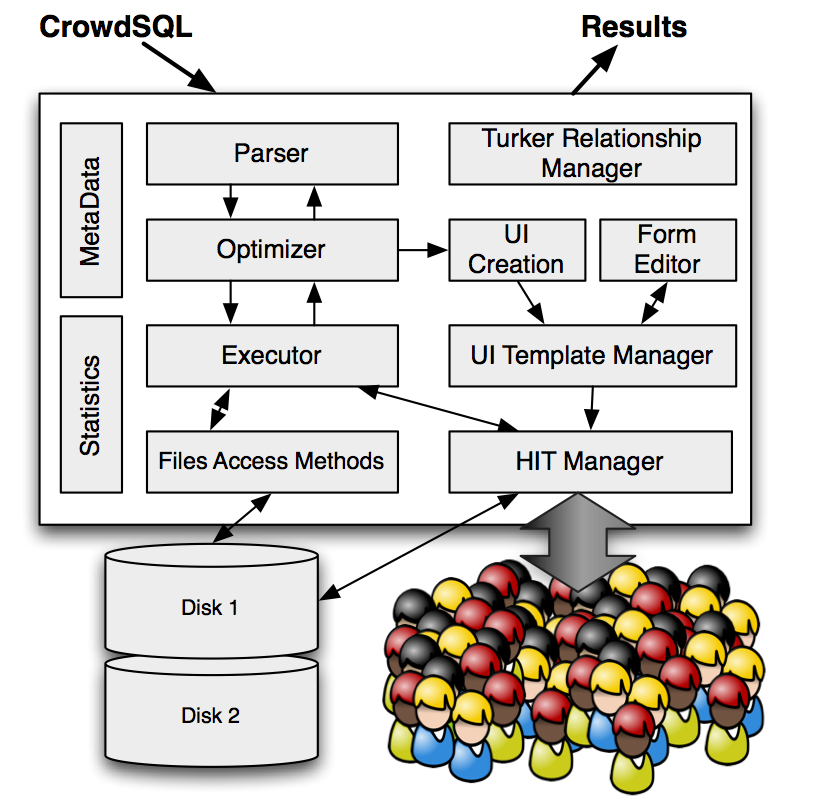 CrowdSQL
Results
MetaData
Parser
Turker Relationship
Manager
Optimizer
UI
Creation
Form
Editor
Statistics
Executor
UI Template Manager
Files Access Methods
HIT Manager
Disk 1
Disk 2